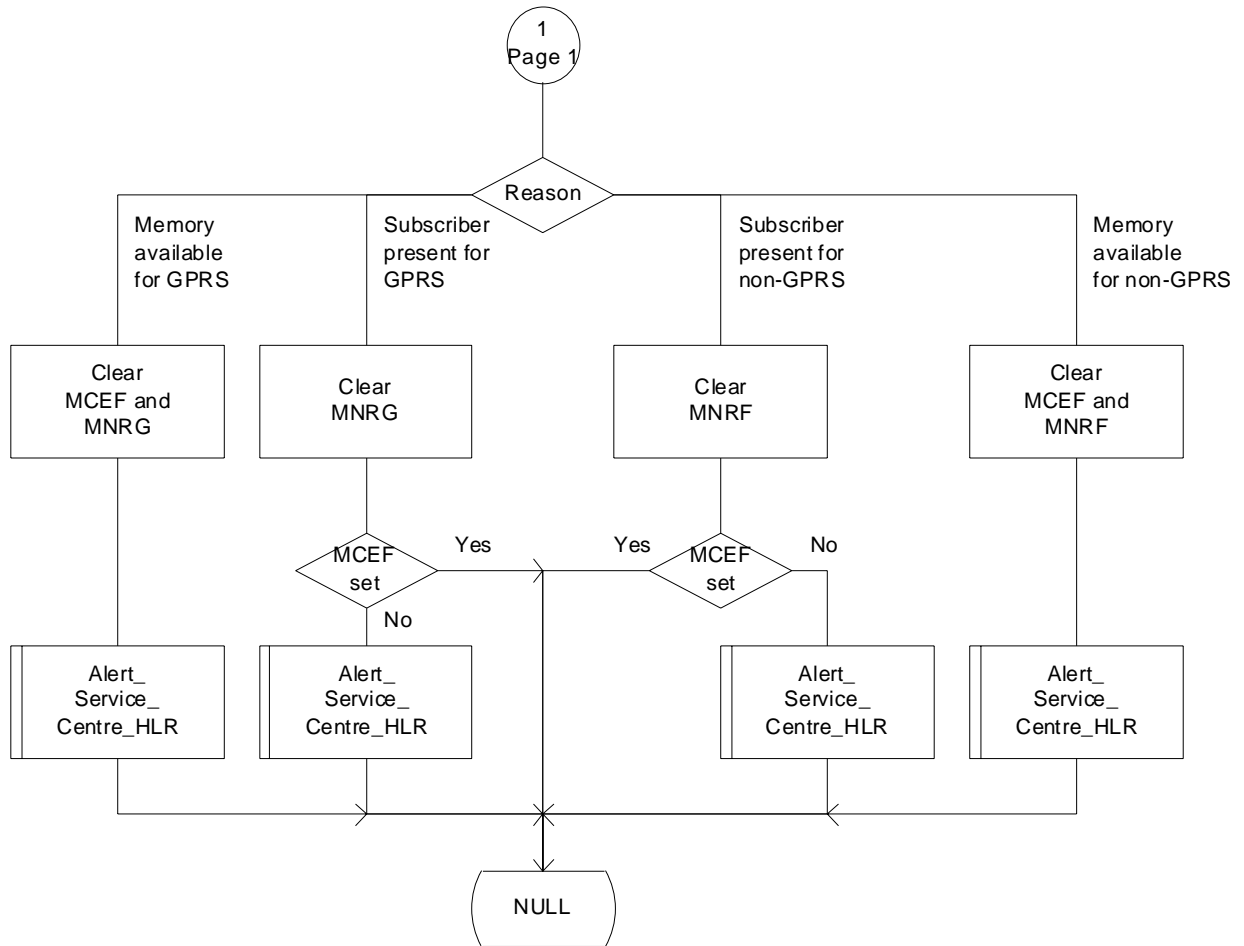 1
Page 1
Reason
Memory
available
for GPRS
Subscriber
present for
GPRS
Subscriber
present for
non-GPRS
Memory
available
for non-GPRS
Clear
MCEF and
MNRG
Clear
MNRG
Clear
MNRF
Clear
MCEF and
MNRF
MCEF
set
Yes
No
Yes
MCEF
set
No
Alert_
Service_
Centre_HLR
Alert_
Service_
Centre_HLR
Alert_
Service_
Centre_HLR
Alert_
Service_
Centre_HLR
NULL